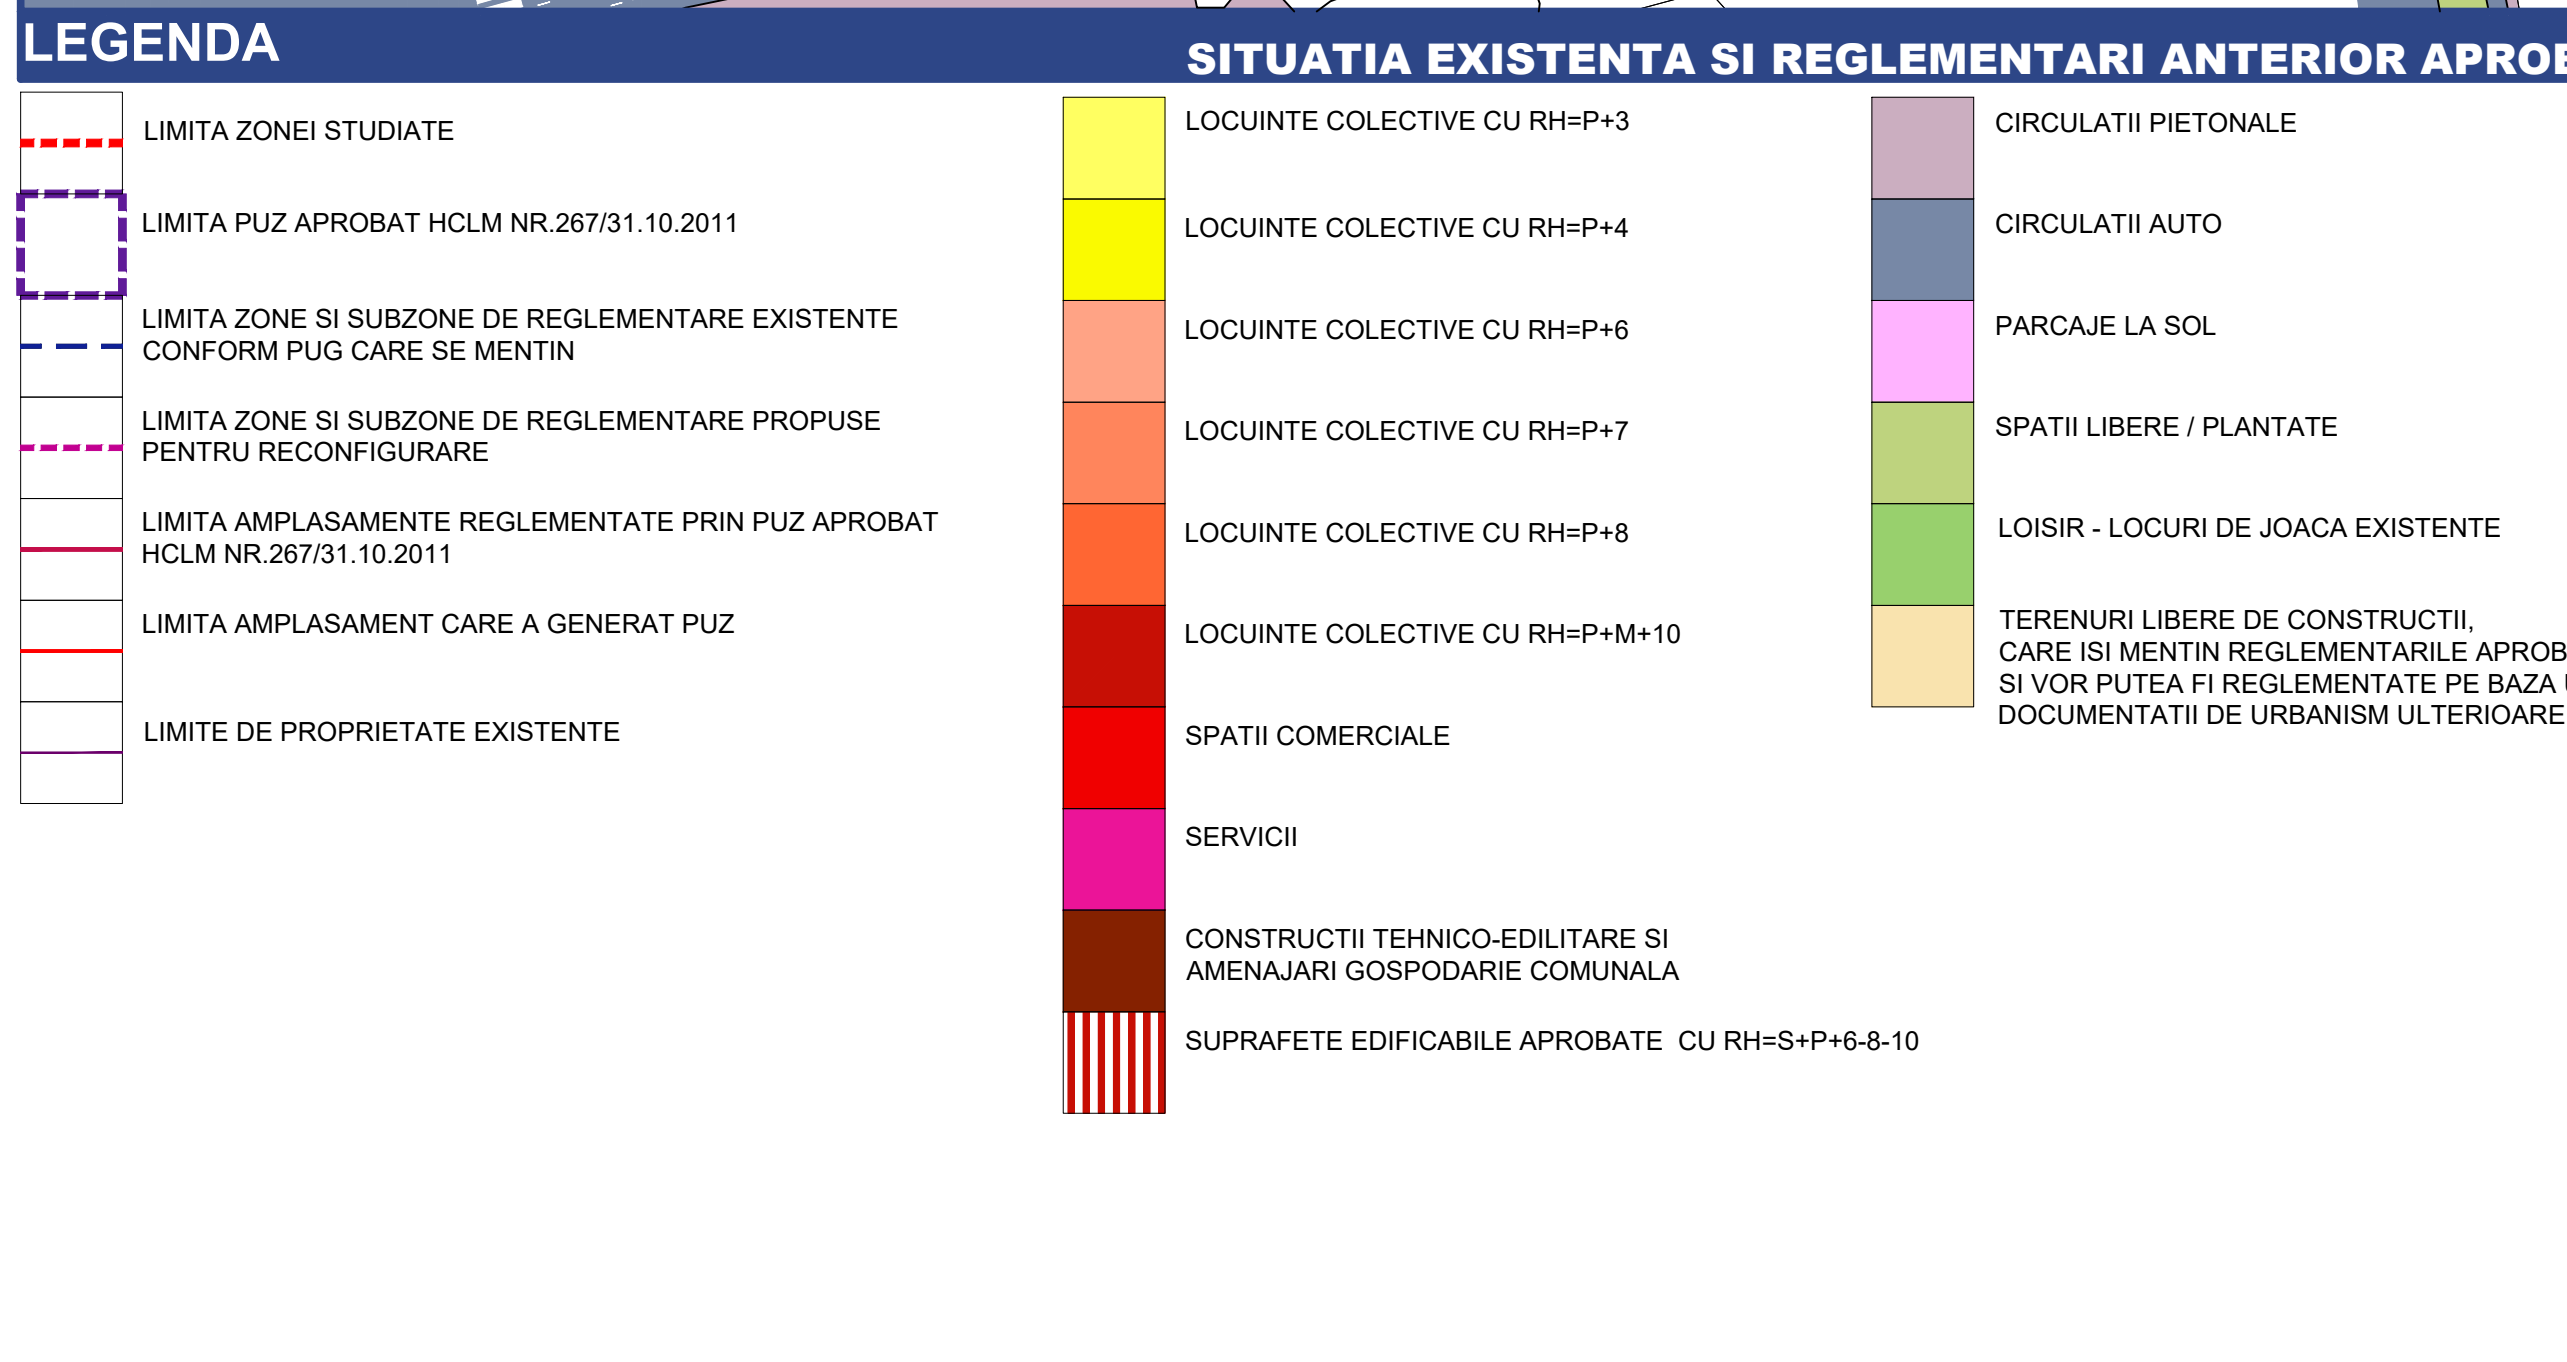 LEGENDA
SITUATIA EXISTENTA SI REGLEMENTARI ANTERIOR
LIMITA ZONEI STUDIATE
LIMITA PUZ APROBAT HCLM NR.267/31.10.2011
LIMITA ZONE SI SUBZONE DE REGLEMENTARE EXISTENTE
CONFORM PUG CARE SE MENTIN
LIMITA ZONE SI SUBZONE DE REGLEMENTARE PROPUSE
PENTRU RECONFIGURARE
LIMITA AMPLASAMENTE REGLEMENTATE PRIN PUZ APROBAT
HCLM NR.267/31.10.2011
LIMITA AMPLASAMENT CARE A GENERAT PUZ
LIMITE DE PROPRIETATE EXISTENTE
LOCUINTE COLECTIVE CU RH=P+3
LOCUINTE COLECTIVE CU RH=P+4
LOCUINTE COLECTIVE CU RH=P+6
LOCUINTE COLECTIVE CU RH=P+7
LOCUINTE COLECTIVE CU RH=P+8
LOCUINTE COLECTIVE CU RH=P+M+10
SPATII COMERCIALE
SERVICII
CONSTRUCTII TEHNICO-EDILITARE SI
AMENAJARI GOSPODARIE COMUNALA
SUPRAFETE EDIFICABILE APROBATE CU RH=S+P+6-8-10
CIRCULATII PIETONALE
CIRCULATII AUTO
PARCAJE LA SOL
SPATII LIBERE / PLANTATE
LOISIR - LOCURI DE JOACA EXISTENTE
TERENURI LIBERE DE CONSTRUCTII,
CARE ISI MENTIN REGLEMENTARILE
SI VOR PUTEA FI REGLEMENTATE PE BAZA
DOCUMENTATII DE URBANISM ULTERIOARE